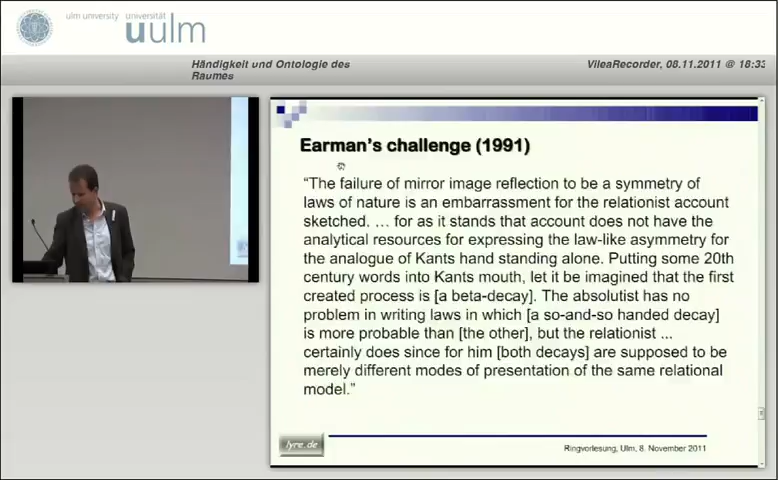 ulm university universität
uulm
Händigkeit und Ontologie des
Raumes
VileaRecorder, 08.11.2011 @ 18:33
Earman's challenge (1991)
“The failure of mirror image reflection to be a symmetry of
laws of nature is an embarrassment for the relationist account
sketched. … for as it stands that account does not have the
analytical resources for expressing the law-like asymmetry for
the analogue of Kants hand standing alone. Putting some 20th
century words into Kants mouth, let it be imagined that the first
created process is [a beta-decay]. The absolutist has no
problem in writing laws in which [a so-and-so handed decay]
is more probable than [the other], but the relationist ...
certainly does since for him [both decays] are supposed to be
merely different modes of presentation of the same relational
model.”
lyre.de
Ringvorlesung, Ulm, 8. November 2011